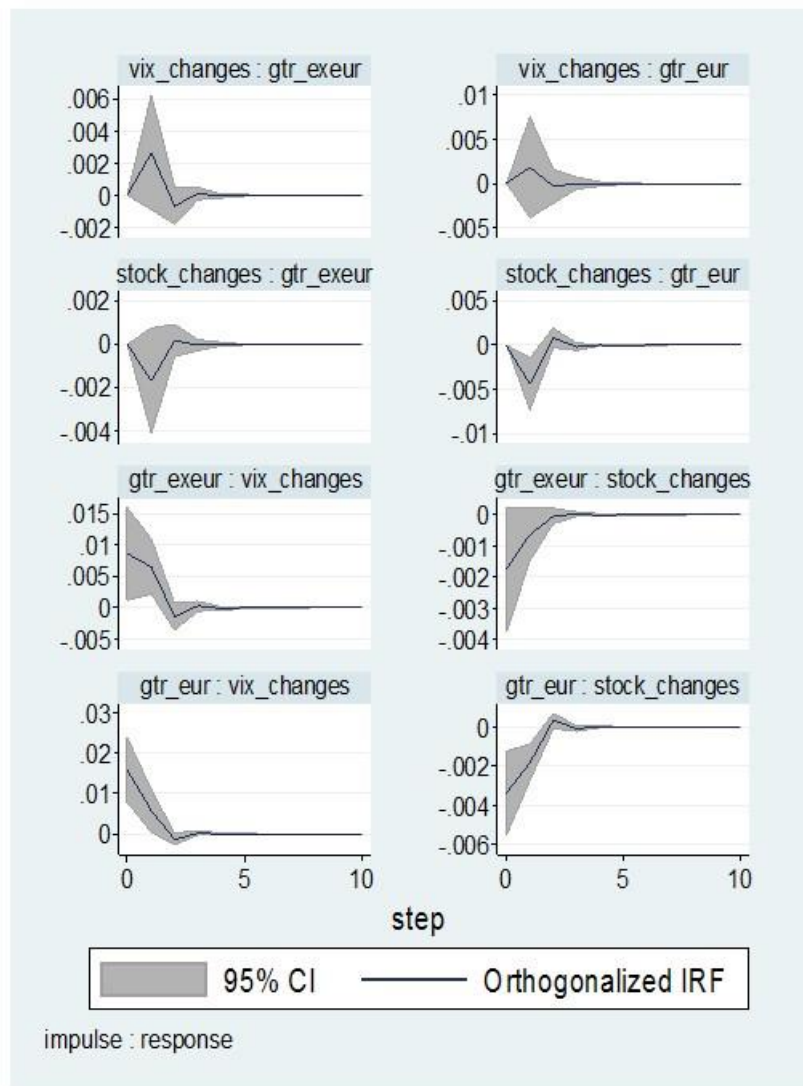 vix_changes : gtr_exeur
.006
.004
.002
0
-.002
vix_changes : gtr_eur
.01
.005
0
-.005
stock_changes : gtr_exeur
.002
0
-.002
-.004
stock_changes : gtr_eur
.005
0
-.005
-.01
gtr_exeur : vix_changes
.015
.01
.005
0
-.005
gtr_exeur : stock_changes
0
-.001
-.002
-.003
-.004
gtr_eur : vix_changes
.03
.02
.01
0
0 5 10
gtr_eur : stock_changes
0
-.002
-.004
-.006
0 5 10
step
95% CI Orthogonalized IRF
impulse : response